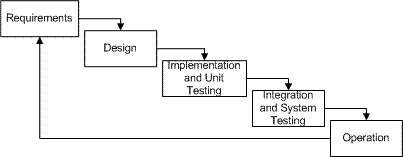 Requirements
Design
Implementation
and Unit
Testing
Integration
and System
Testing
Operation